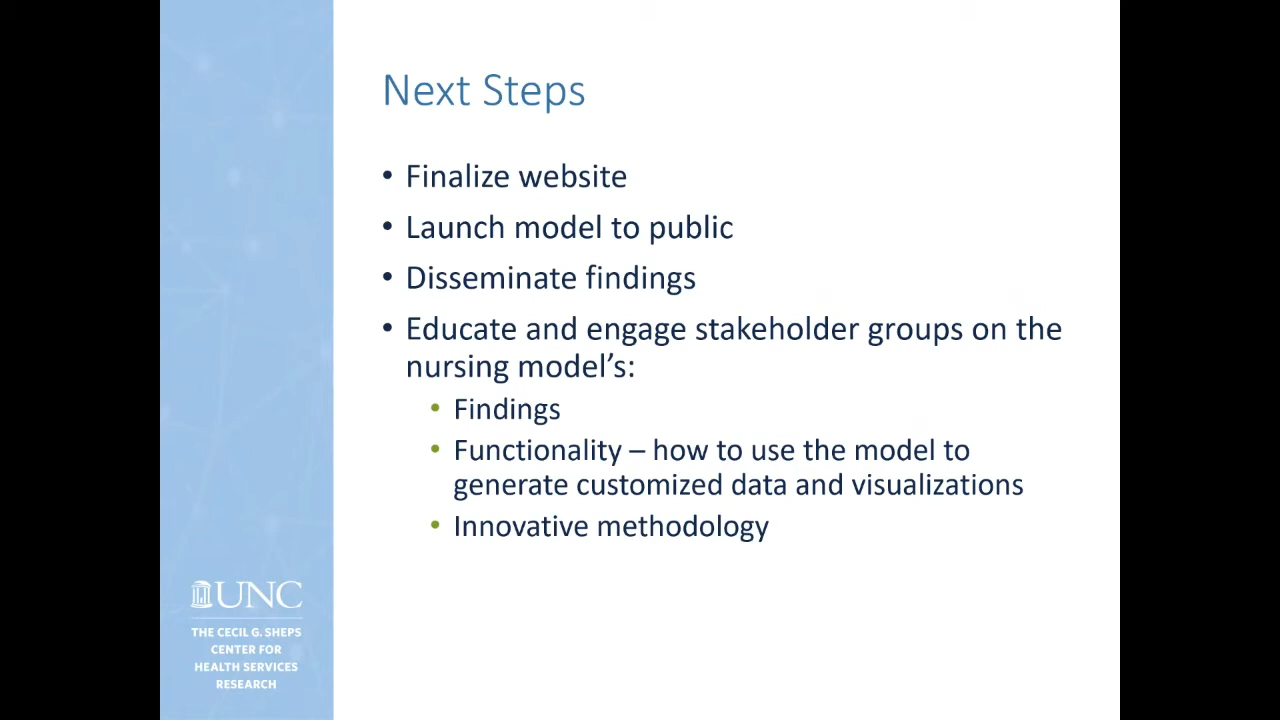 Next Steps
• Finalize website
• Launch model to public
• Disseminate findings
• Educate and engage stakeholder groups on the
nursing model’s:
• Findings
• Functionality – how to use the model to
generate customized data and visualizations
• Innovative methodology
UNC
THE CECIL G. SHEPS
CENTER FOR
HEALTH SERVICES
RESEARCH